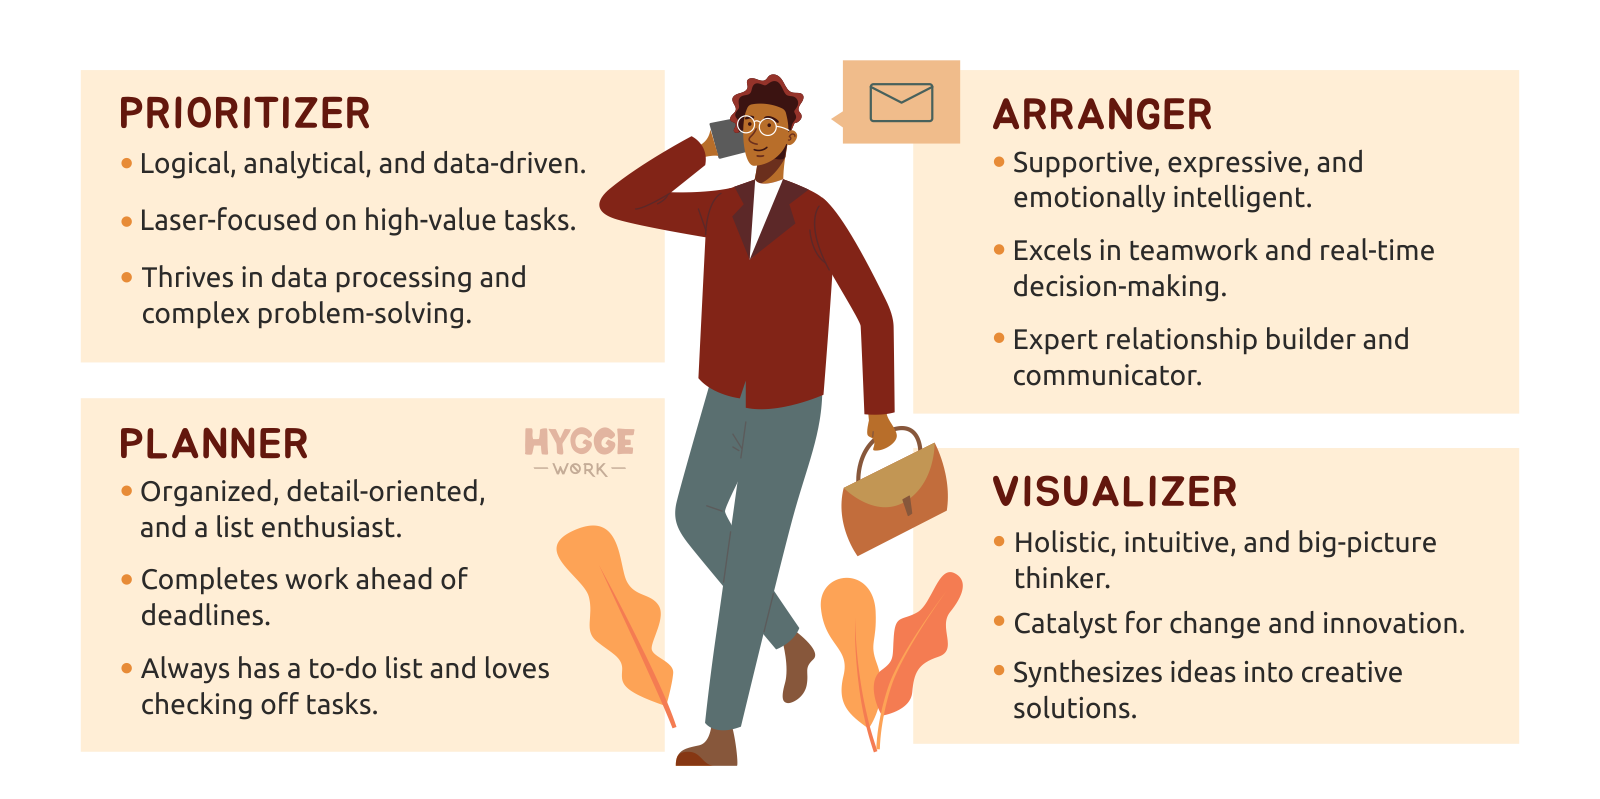 PRIORITIZER
Logical, analytical, and data-driven.
Laser-focused on high-value tasks.
Thrives in data processing and
complex problem-solving.
PLANNER
HYGGE
WORK
Organized, detail-oriented,
and a list enthusiast.
Completes work ahead of
deadlines.
Always has a to-do list and loves
checking off tasks.
ARRANGER
Supportive, expressive, and
emotionally intelligent.
Excels in teamwork and real-time
decision-making.
Expert relationship builder and
communicator.
VISUALIZER
Holistic, intuitive, and big-picture
thinker.
Catalyst for change and innovation.
Synthesizes ideas into creative
solutions.